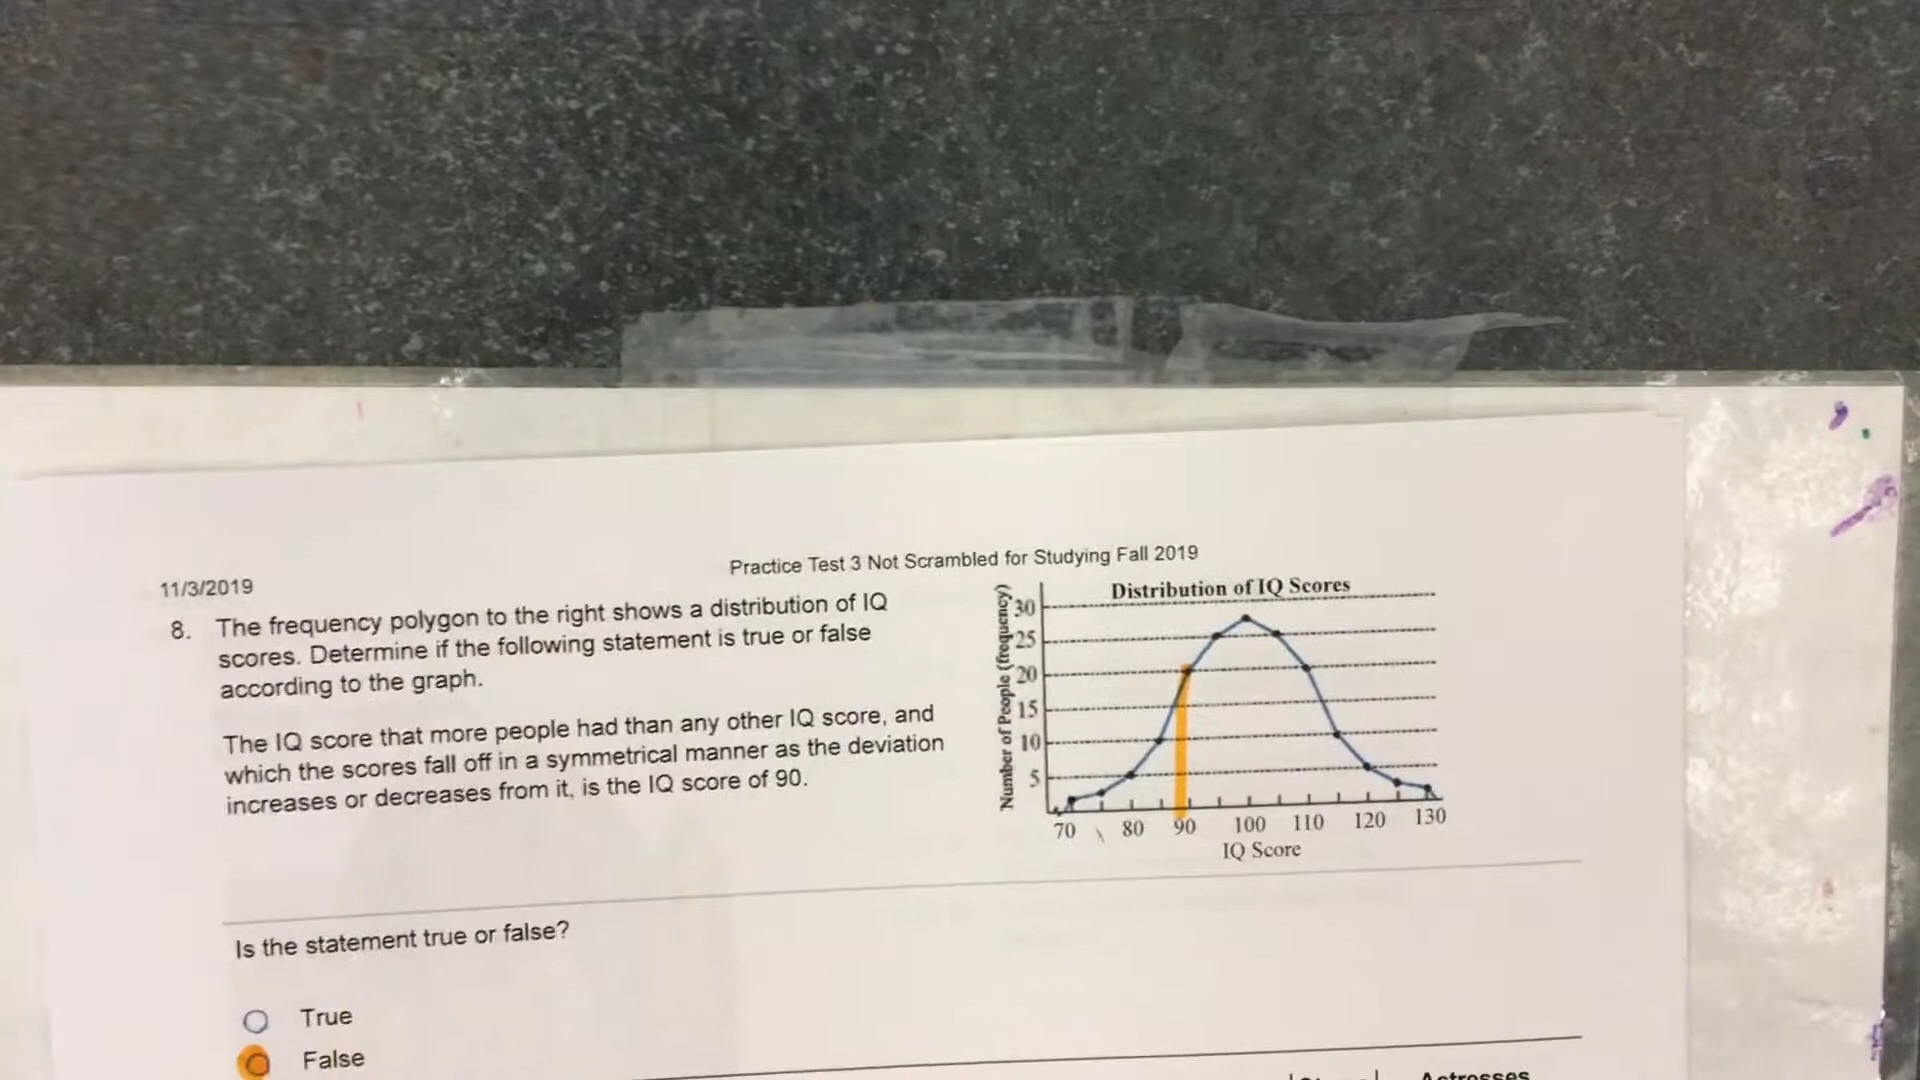 Practice Test 3 Not Scrambled for Studying Fall 2019
11/3/2019
8. The frequency polygon to the right shows a distribution of IQ
scores. Determine if the following statement is true or false
according to the graph.
The IQ score that more people had than any other IQ score, and
which the scores fall off in a symmetrical manner as the deviation
increases or decreases from it, is the IQ score of 90.
Distribution of IQ Scores
Number of People (frequency)
30
25
20
15
10
5
70 80 90 100 110 120 130
IQ Score
Is the statement true or false?
True
False
Actresses